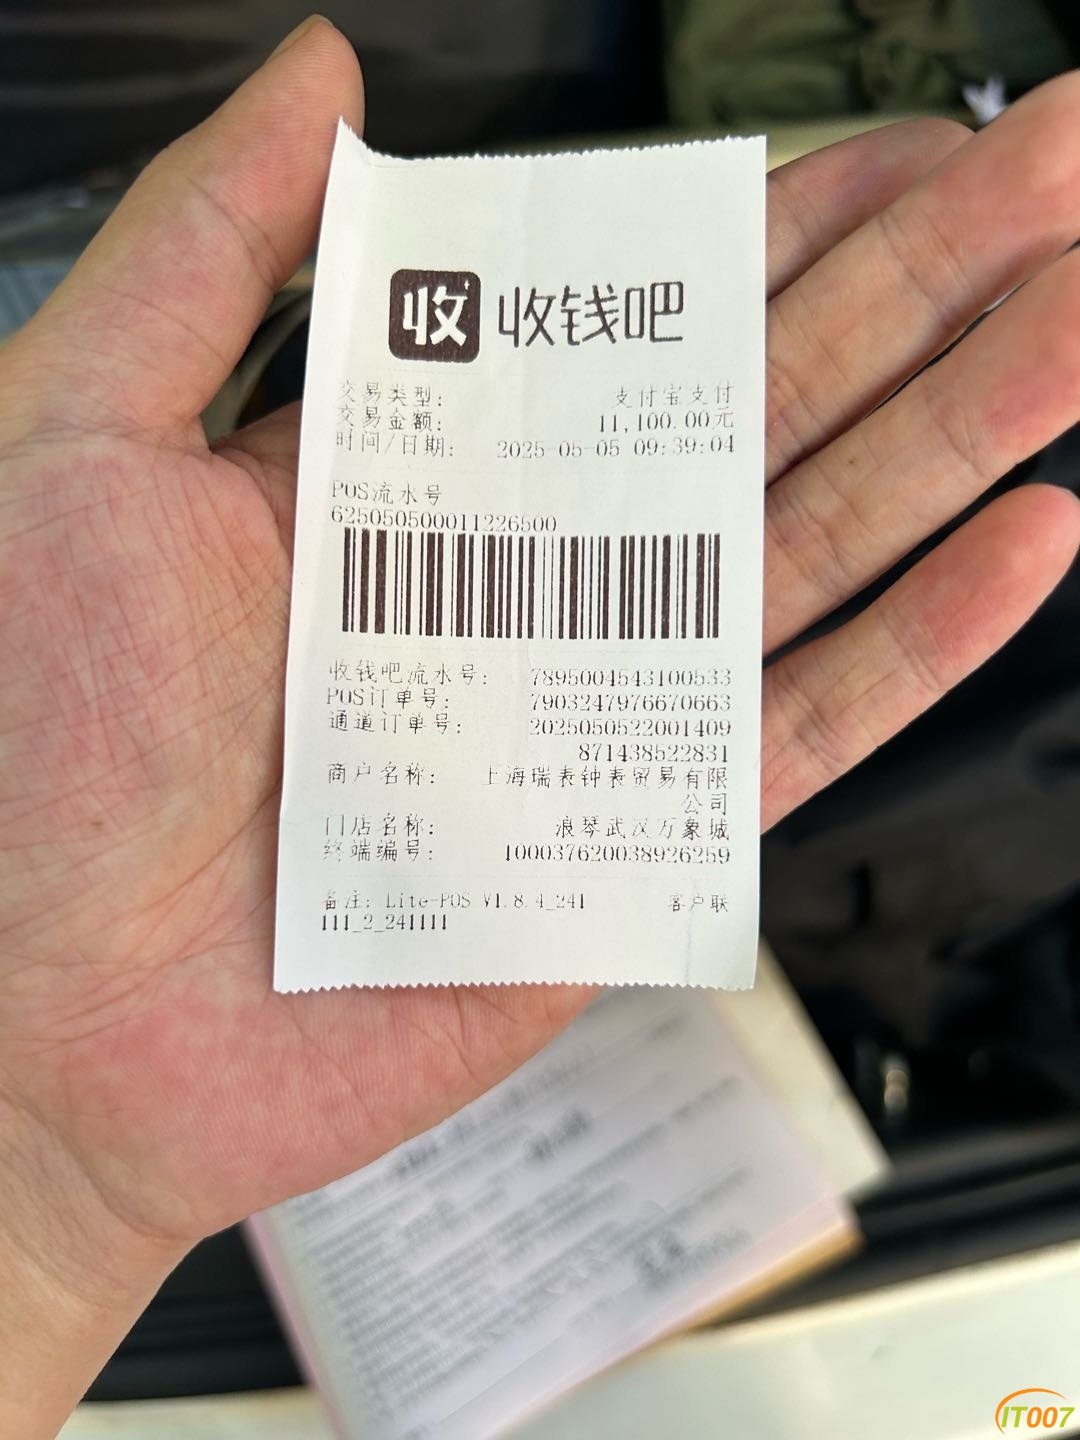 收 收钱吧
交易类型: 支付宝支付
交易金额: 11,100.00元
时间/日期: 2025-05-05 09:39:04
POS流水号
625050500011226500
收钱吧流水号: 7895004543100533
POS订单号: 7903247976670663
通道订单号: 2025050522001409
871438522831
商户名称: 上海瑞表钟表贸易有限
公司
门店名称: 浪琴武汉万象城
终端编号: 100037620038926259
备注: Lite-POS V1.8.4_241 客户联
111_2_241111
IT007